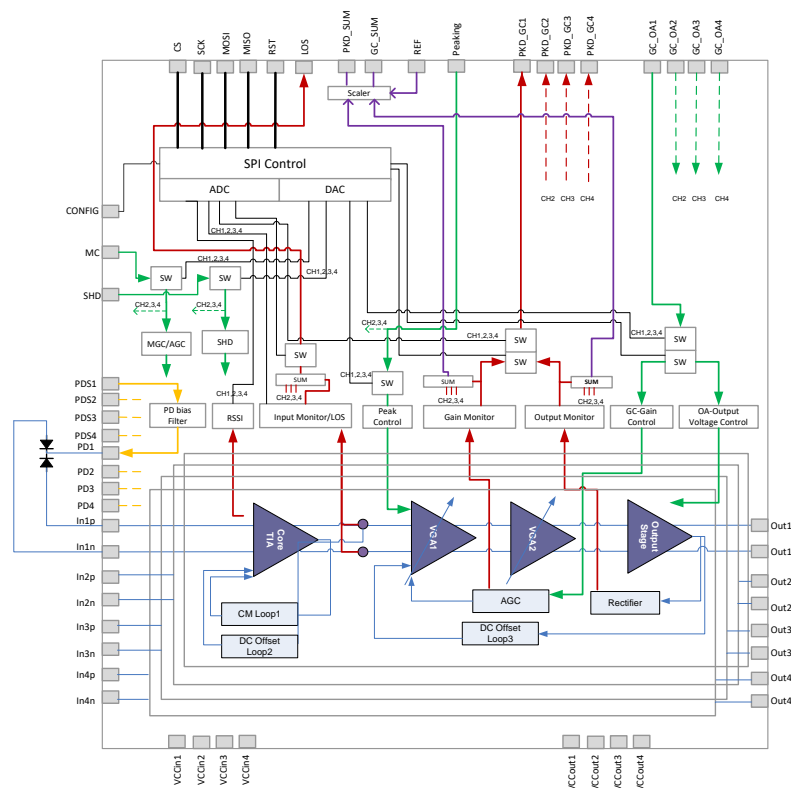 CS
SCK
MOSI
MISO
RST
LOS
PKD_SUM
GC_SUM
REF
Peaking
PKD_GC1
PKD_GC2
PKD_GC3
PKD_GC4
GC_OA1
GC_OA2
GC_OA3
GC_OA4
Scaler
SPI Control
ADC
DAC
CH2
CH3
CH4
CH2
CH3
CH4
CONFIG
MC
SHD
CH1,2,3,4
CH1,2,3,4
SW
SW
CH2,3,4
CH2,3,4
MGC/AGC
SHD
SW
SUM
CH2,3,4
CH1,2,3,4
CH2,3,4
SW
CH1,2,3,4
SW
SW
SUM
CH2,3,4
SUM
CH2,3,4
CH1,2,3,4
SW
SW
PDS1
PDS2
PDS3
PDS4
PD1
PD2
PD3
PD4
PD bias
Filter
RSSI
Input Monitor/LOS
Peak
Control
Gain Monitor
Output Monitor
GC-Gain
Control
OA-Output
Voltage Control
In1p
In1n
In2p
In2n
In3p
In3n
In4p
In4n
Core
TIA
VGA1
VGA2
Output
Stage
CM Loop1
DC Offset
Loop2
AGC
DC Offset
Loop3
Rectifier
Out1
Out1
Out2
Out2
Out3
Out3
Out4
Out4
VCCin1
VCCin2
VCCin3
VCCin4
VCCout1
VCCout2
VCCout3
VCCout4